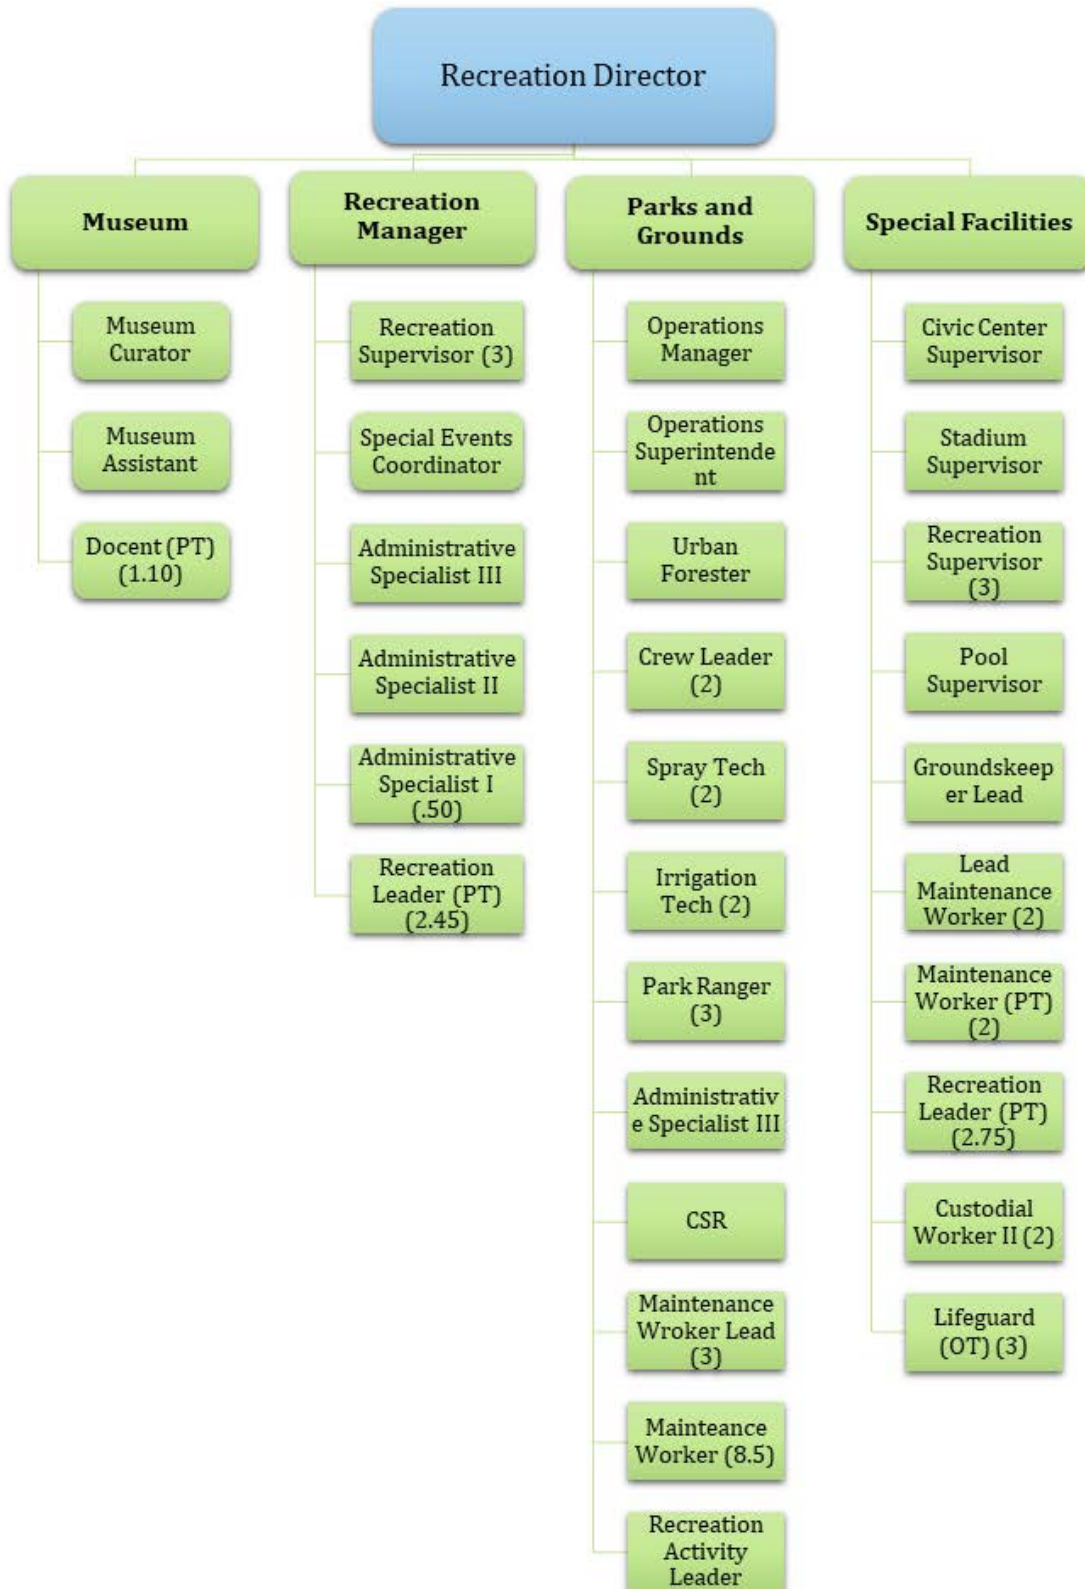 Recreation Director
Museum
Recreation
Manager
Parks and
Grounds
Special Facilities
Museum
Curator
Museum
Assistant
Docent (PT)
(1.10)
Recreation
Supervisor (3)
Special Events
Coordinator
Administrative
Specialist III
Administrative
Specialist II
Administrative
Specialist I
(.50)
Recreation
Leader (PT)
(2.45)
Operations
Manager
Operations
Superintende
nt
Urban
Forester
Crew Leader
(2)
Spray Tech
(2)
Irrigation
Tech (2)
Park Ranger
(3)
Administrativ
e Specialist III
CSR
Maintenance
Wroker Lead
(3)
Mainteance
Worker (8.5)
Recreation
Activity
Leader
Civic Center
Supervisor
Stadium
Supervisor
Recreation
Supervisor
(3)
Pool
Supervisor
Groundskeep
er Lead
Lead
Maintenance
Worker (2)
Maintenance
Worker (PT)
(2)
Recreation
Leader (PT)
(2.75)
Custodial
Worker II (2)
Lifeguard
(OT) (3)